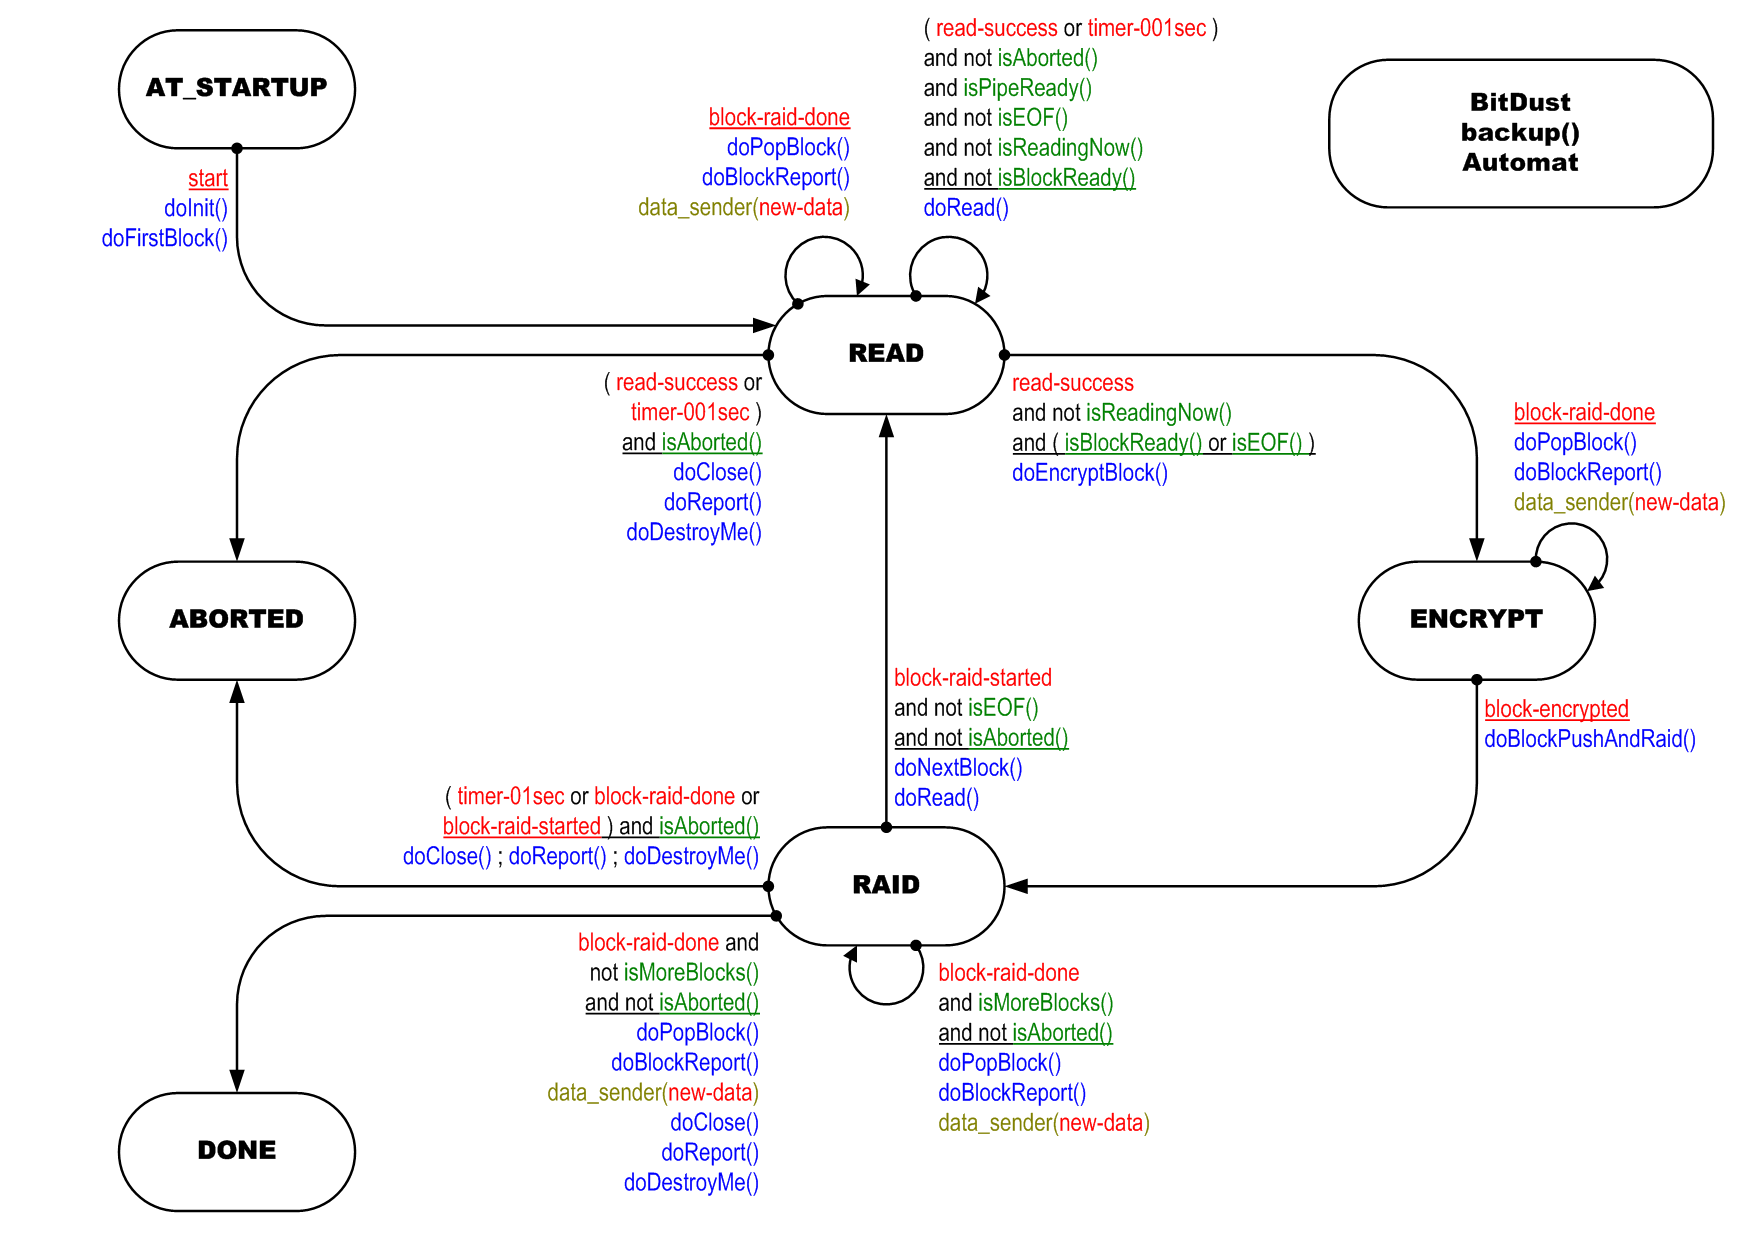 AT_STARTUP
start
doInit()
doFirstBlock()
block-raid-done
doPopBlock()
doBlockReport()
data_sender(new-data)
( read-success or timer-001sec )
and not isAborted()
and isPipeReady()
and not isEOF()
and not isReadingNow()
and not isBlockReady()
doRead()
BitDust
backup()
Automat
READ
( read-success or
timer-001sec )
and isAborted()
doClose()
doReport()
doDestroyMe()
read-success
and not isReadingNow()
and ( isBlockReady() or isEOF() )
doEncryptBlock()
block-raid-done
doPopBlock()
doBlockReport()
data_sender(new-data)
ABORTED
ENCRYPT
block-raid-started
and not isEOF()
and not isAborted()
doNextBlock()
doRead()
block-encrypted
doBlockPushAndRaid()
( timer-01sec or block-raid-done or
block-raid-started ) and isAborted()
doClose() ; doReport() ; doDestroyMe()
RAID
block-raid-done and
not isMoreBlocks()
and not isAborted()
doPopBlock()
doBlockReport()
data_sender(new-data)
doClose()
doReport()
doDestroyMe()
block-raid-done
and isMoreBlocks()
and not isAborted()
doPopBlock()
doBlockReport()
data_sender(new-data)
DONE